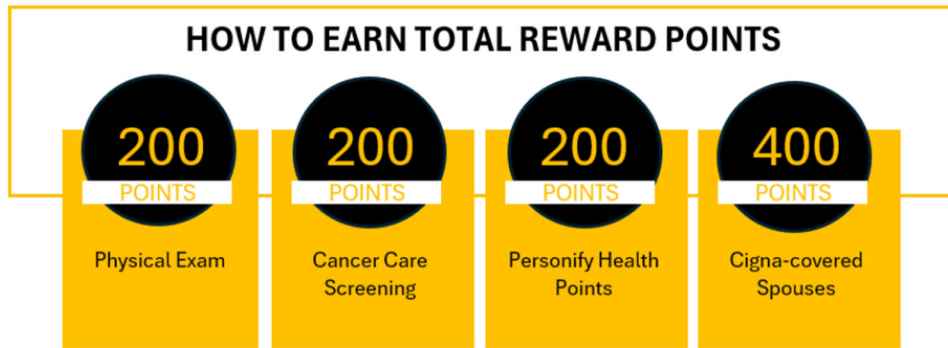 HOW TO EARN TOTAL REWARD POINTS
200
POINTS
Physical Exam
200
POINTS
Cancer Care
Screening
200
POINTS
Personify Health
Points
400
POINTS
Cigna-covered
Spouses